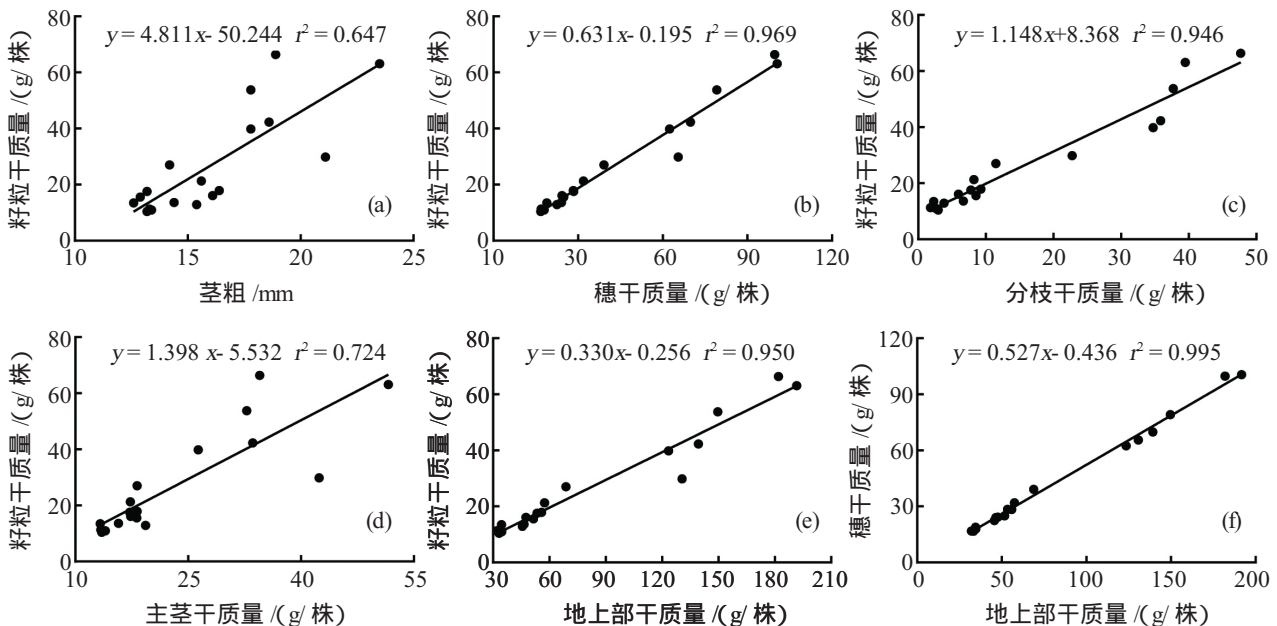 y = 4.811x- 50.244 r² = 0.647
籽粒干质量 /(g/ 株)
80
60
40
20
0
(a)
10 15 20 25
茎粗 /mm
y = 0.631x- 0.195 r² = 0.969
籽粒干质量 /(g/ 株)
80
60
40
20
0
(b)
10 30 60 90 120
穗干质量 /(g/ 株)
y = 1.148x+8.368 r² = 0.946
籽粒干质量 /(g/ 株)
80
60
40
20
0
(c)
0 10 20 30 40 50
分枝干质量 /(g/ 株)
y = 1.398 x- 5.532 r² = 0.724
籽粒干质量 /(g/ 株)
80
60
40
20
0
(d)
10 25 40 55
主茎干质量 /(g/ 株)
y = 0.330x- 0.256 r² = 0.950
籽粒干质量 /(g/ 株)
80
60
40
20
0
(e)
30 60 90 120 150 180 210
地上部干质量 /(g/ 株)
y = 0.527x- 0.436 r² = 0.995
穗干质量 /(g/ 株)
120
90
60
30
0
(f)
0 50 100 150 200
地上部干质量 /(g/ 株)